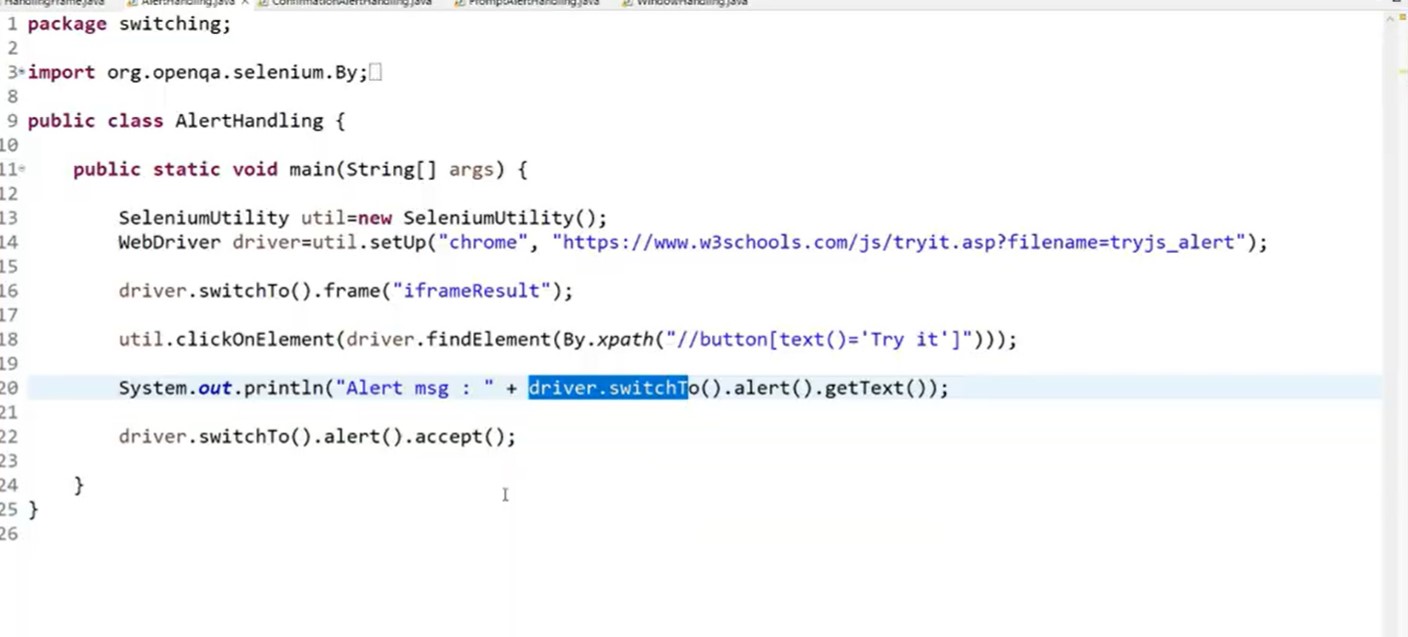 HandlingFrame.java AlertHandling.java ConfirmationAlertHandling.java PromptAlertHandling.java WindowHandling.java
1 package switching;
2
3 import org.openqa.selenium.By;
8
9 public class AlertHandling {
10
11 public static void main(String[] args) {
12
13 SeleniumUtility util=new SeleniumUtility();
14 WebDriver driver=util.setUp("chrome", "https://www.w3schools.com/js/tryit.asp?filename=tryjs_alert");
15
16 driver.switchTo().frame("iframeResult");
17
18 util.clickOnElement(driver.findElement(By.xpath("//button[text()='Try it']")));
19
20 System.out.println("Alert msg : " + driver.switchTo().alert().getText());
21
22 driver.switchTo().alert().accept();
23
24 }
25 }
26